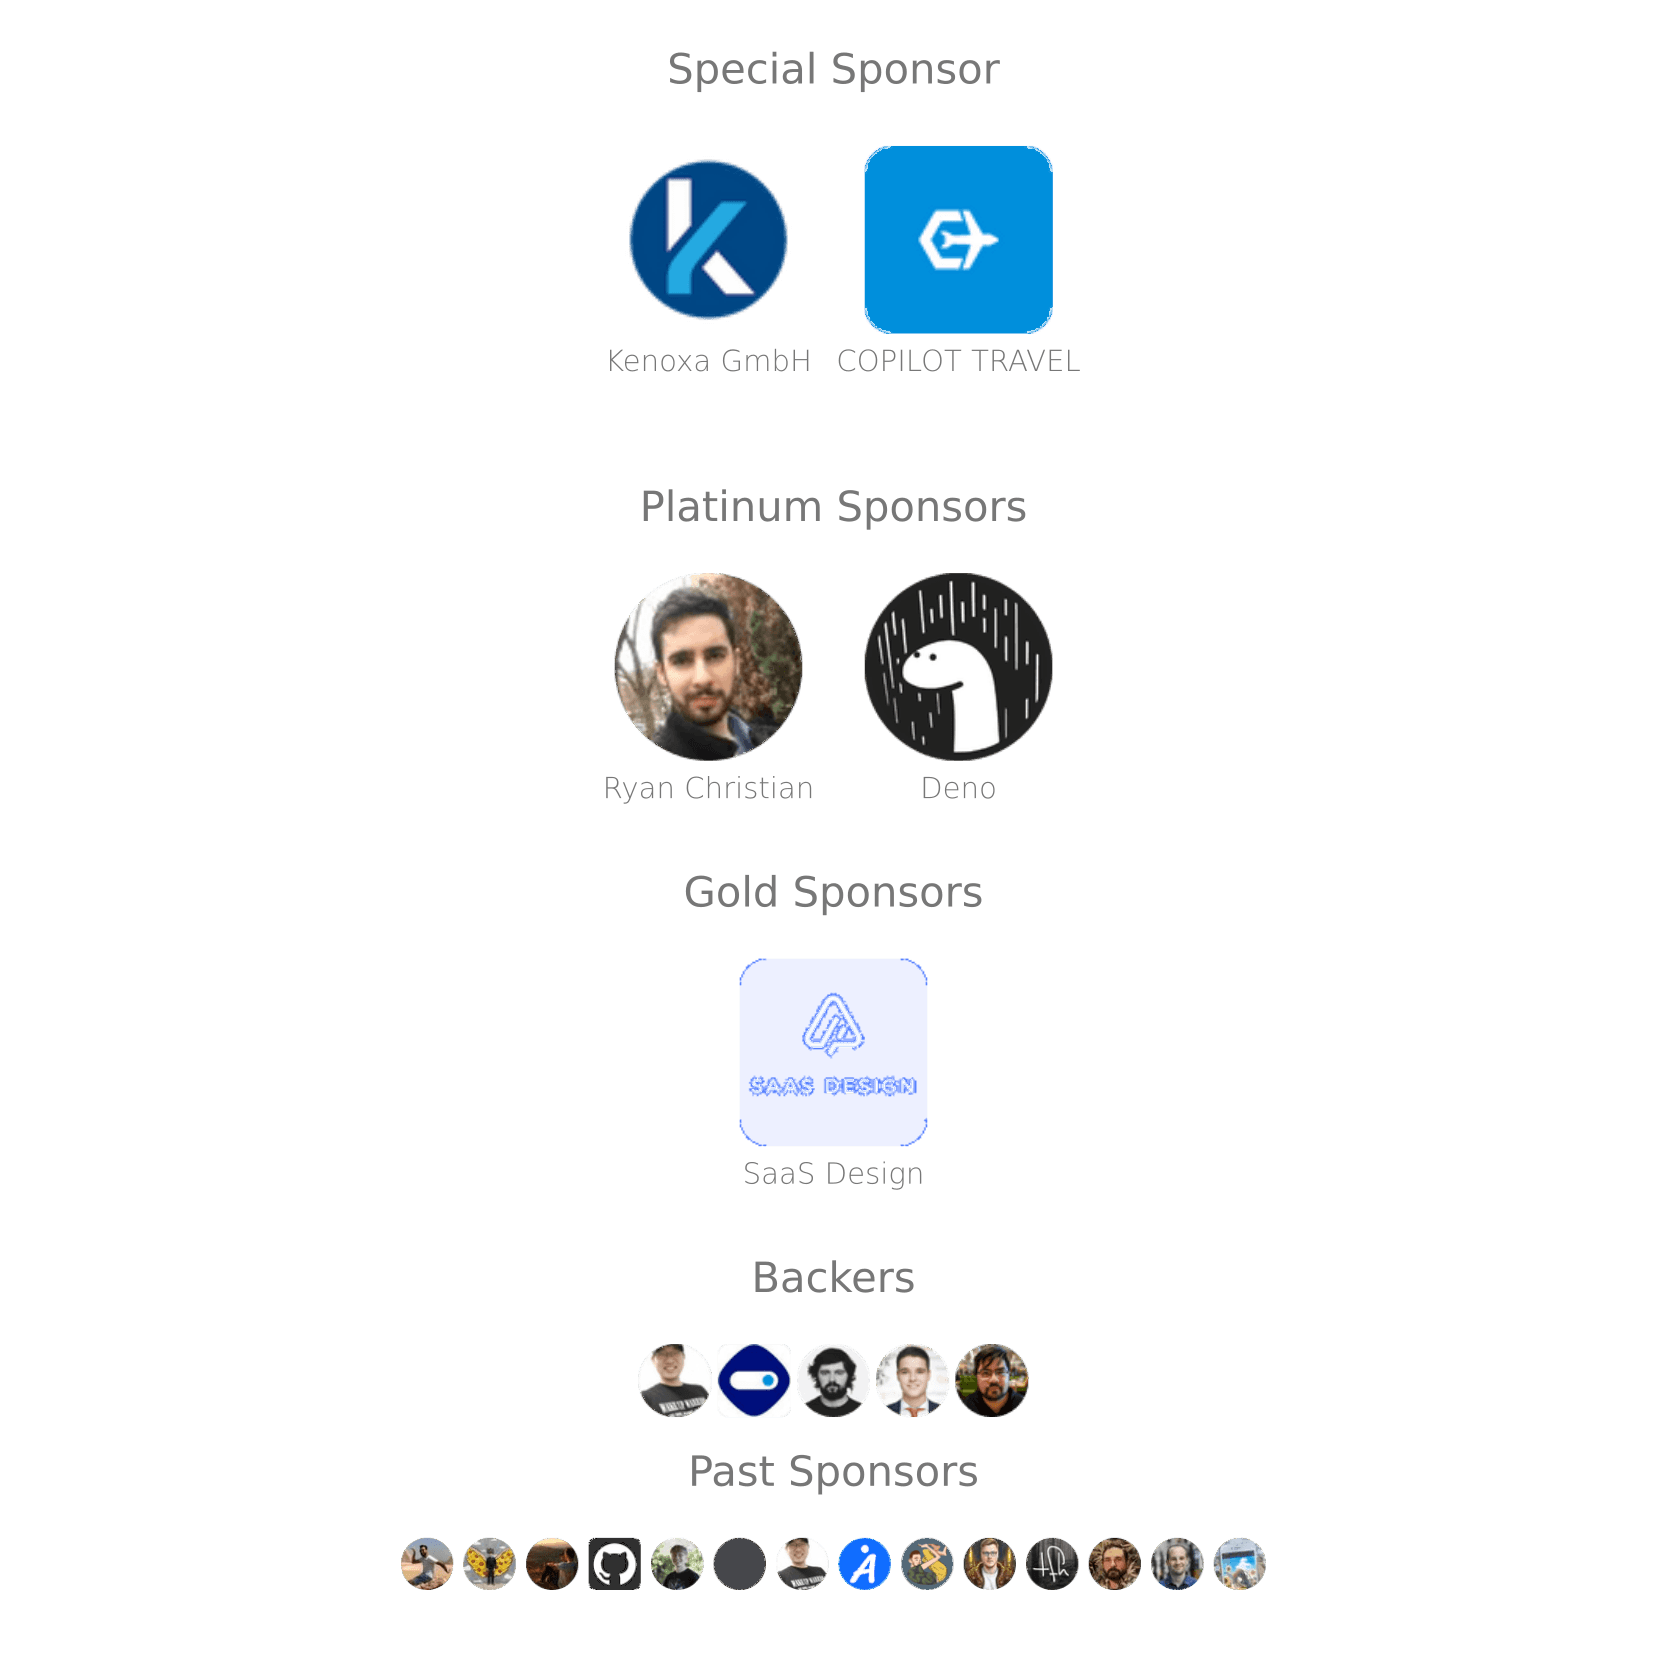 Special Sponsor
Kenoxa GmbH COPILOT TRAVEL
Platinum Sponsors
Ryan Christian Deno
Gold Sponsors
SAAS DESIGN
SaaS Design
Backers
Past Sponsors
tfh